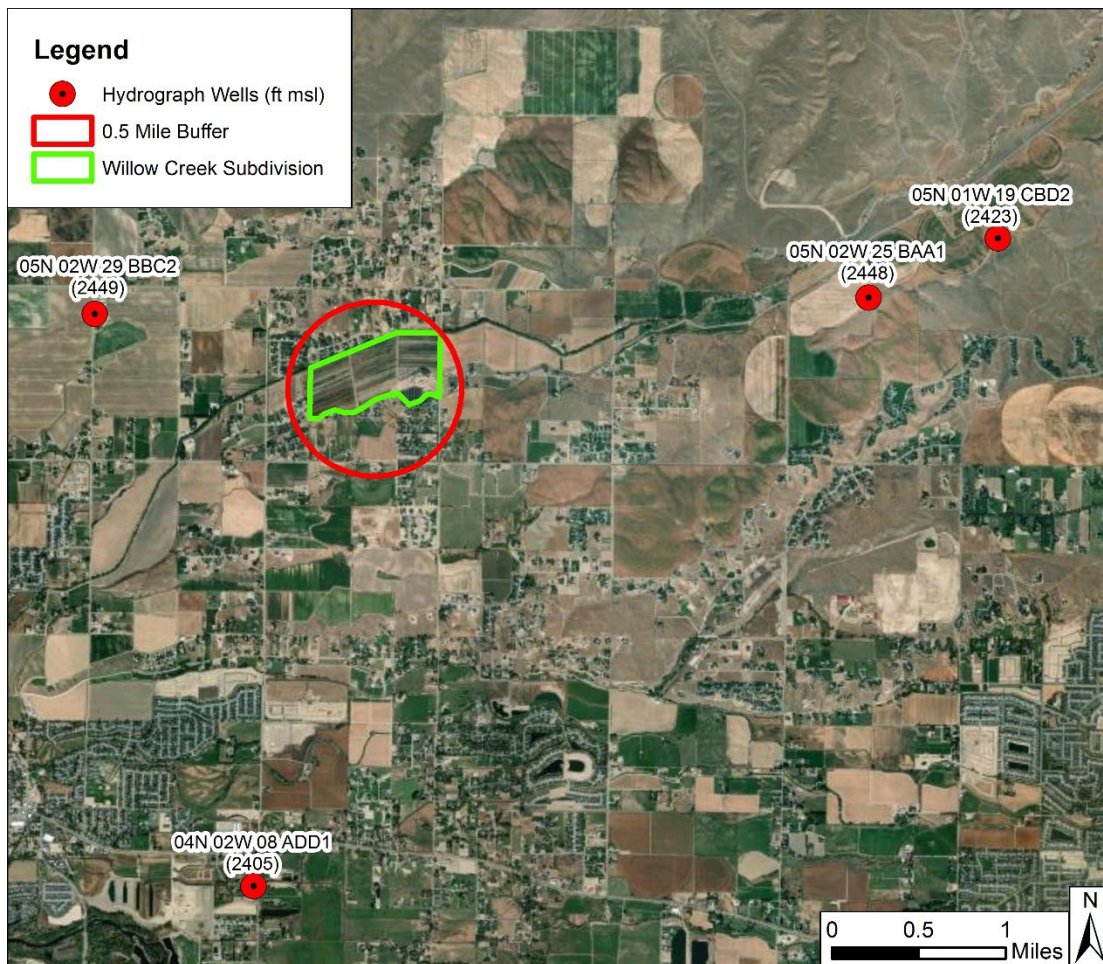 Legend
Hydrograph Wells (ft msl)
0.5 Mile Buffer
Willow Creek Subdivision
05N 01W 19 CBD2
(2423)
05N 02W 25 BAA1
(2448)
05N 02W 29 BBC2
(2449)
04N 02W 08 ADD1
(2405)
N
0 0.5 1
Miles